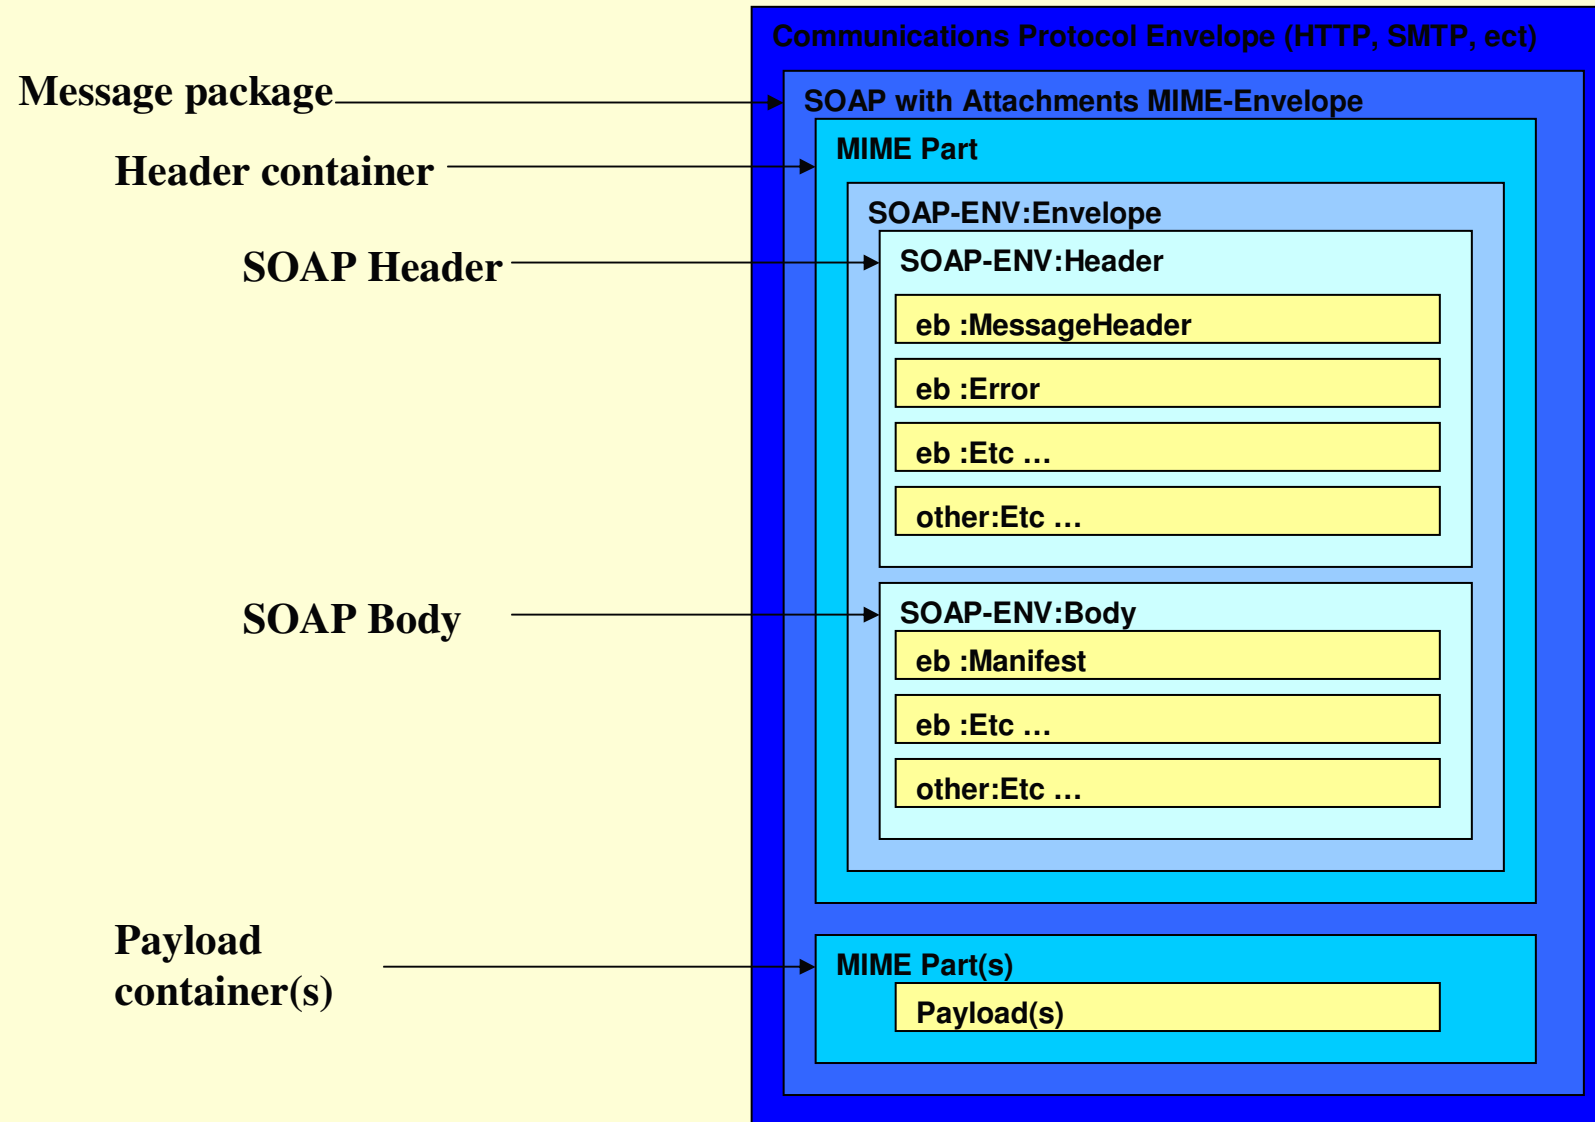 Communications Protocol Envelope (HTTP, SMTP, ect)
Message package
SOAP with Attachments MIME-Envelope
Header container
MIME Part
SOAP-ENV:Envelope
SOAP Header
SOAP-ENV:Header
eb :MessageHeader
eb :Error
eb :Etc …
other:Etc …
SOAP Body
SOAP-ENV:Body
eb :Manifest
eb :Etc …
other:Etc …
Payload
container(s)
MIME Part(s)
Payload(s)